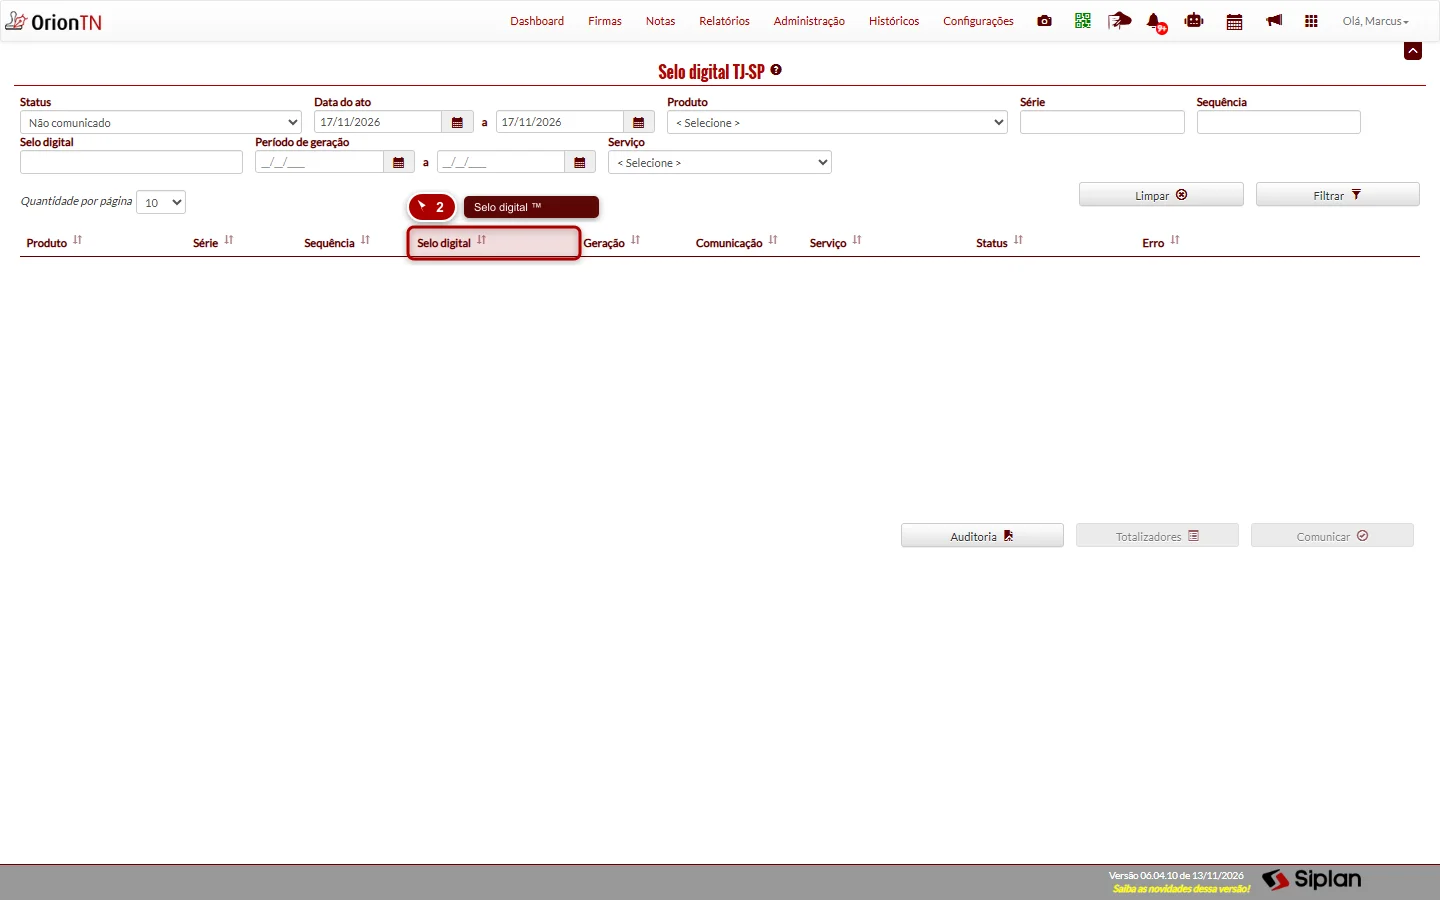 OrionTN
Dashboard Firmas Notas Relatórios Administração Históricos Configurações 9+ Olá, Marcus
Selo digital TJ-SP ?
Status Data do ato Produto Série Sequência
Não comunicado 17/11/2026 a 17/11/2026 < Selecione >
Selo digital Período de geração Serviço
__/__/____ a __/__/____ < Selecione >
Quantidade por página 10 Limpar Filtrar
2 Selo digital ™
Produto Série Sequência Selo digital Geração Comunicação Serviço Status Erro
Auditoria Totalizadores Comunicar
Versão 06.04.10 de 13/11/2026
Saiba as novidades dessa versão!
Siplan